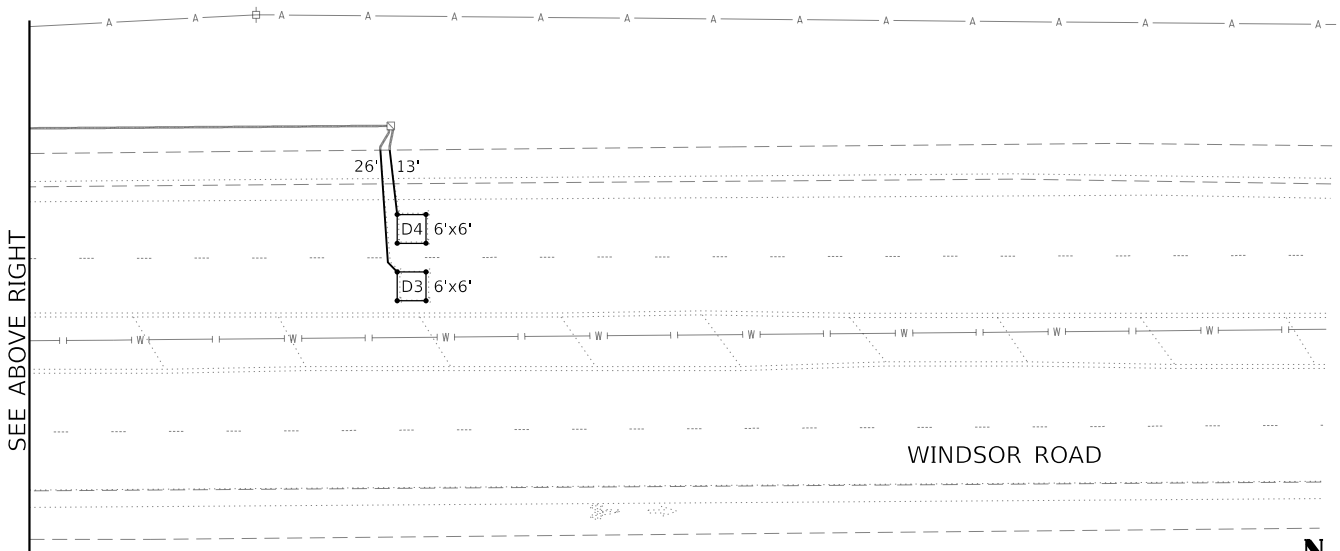 A A A A A A A A A A A A A A A
26' 13'
D4 6'x6'
D3 6'x6'
SEE ABOVE RIGHT
W W W W W W W W
WINDSOR ROAD
N